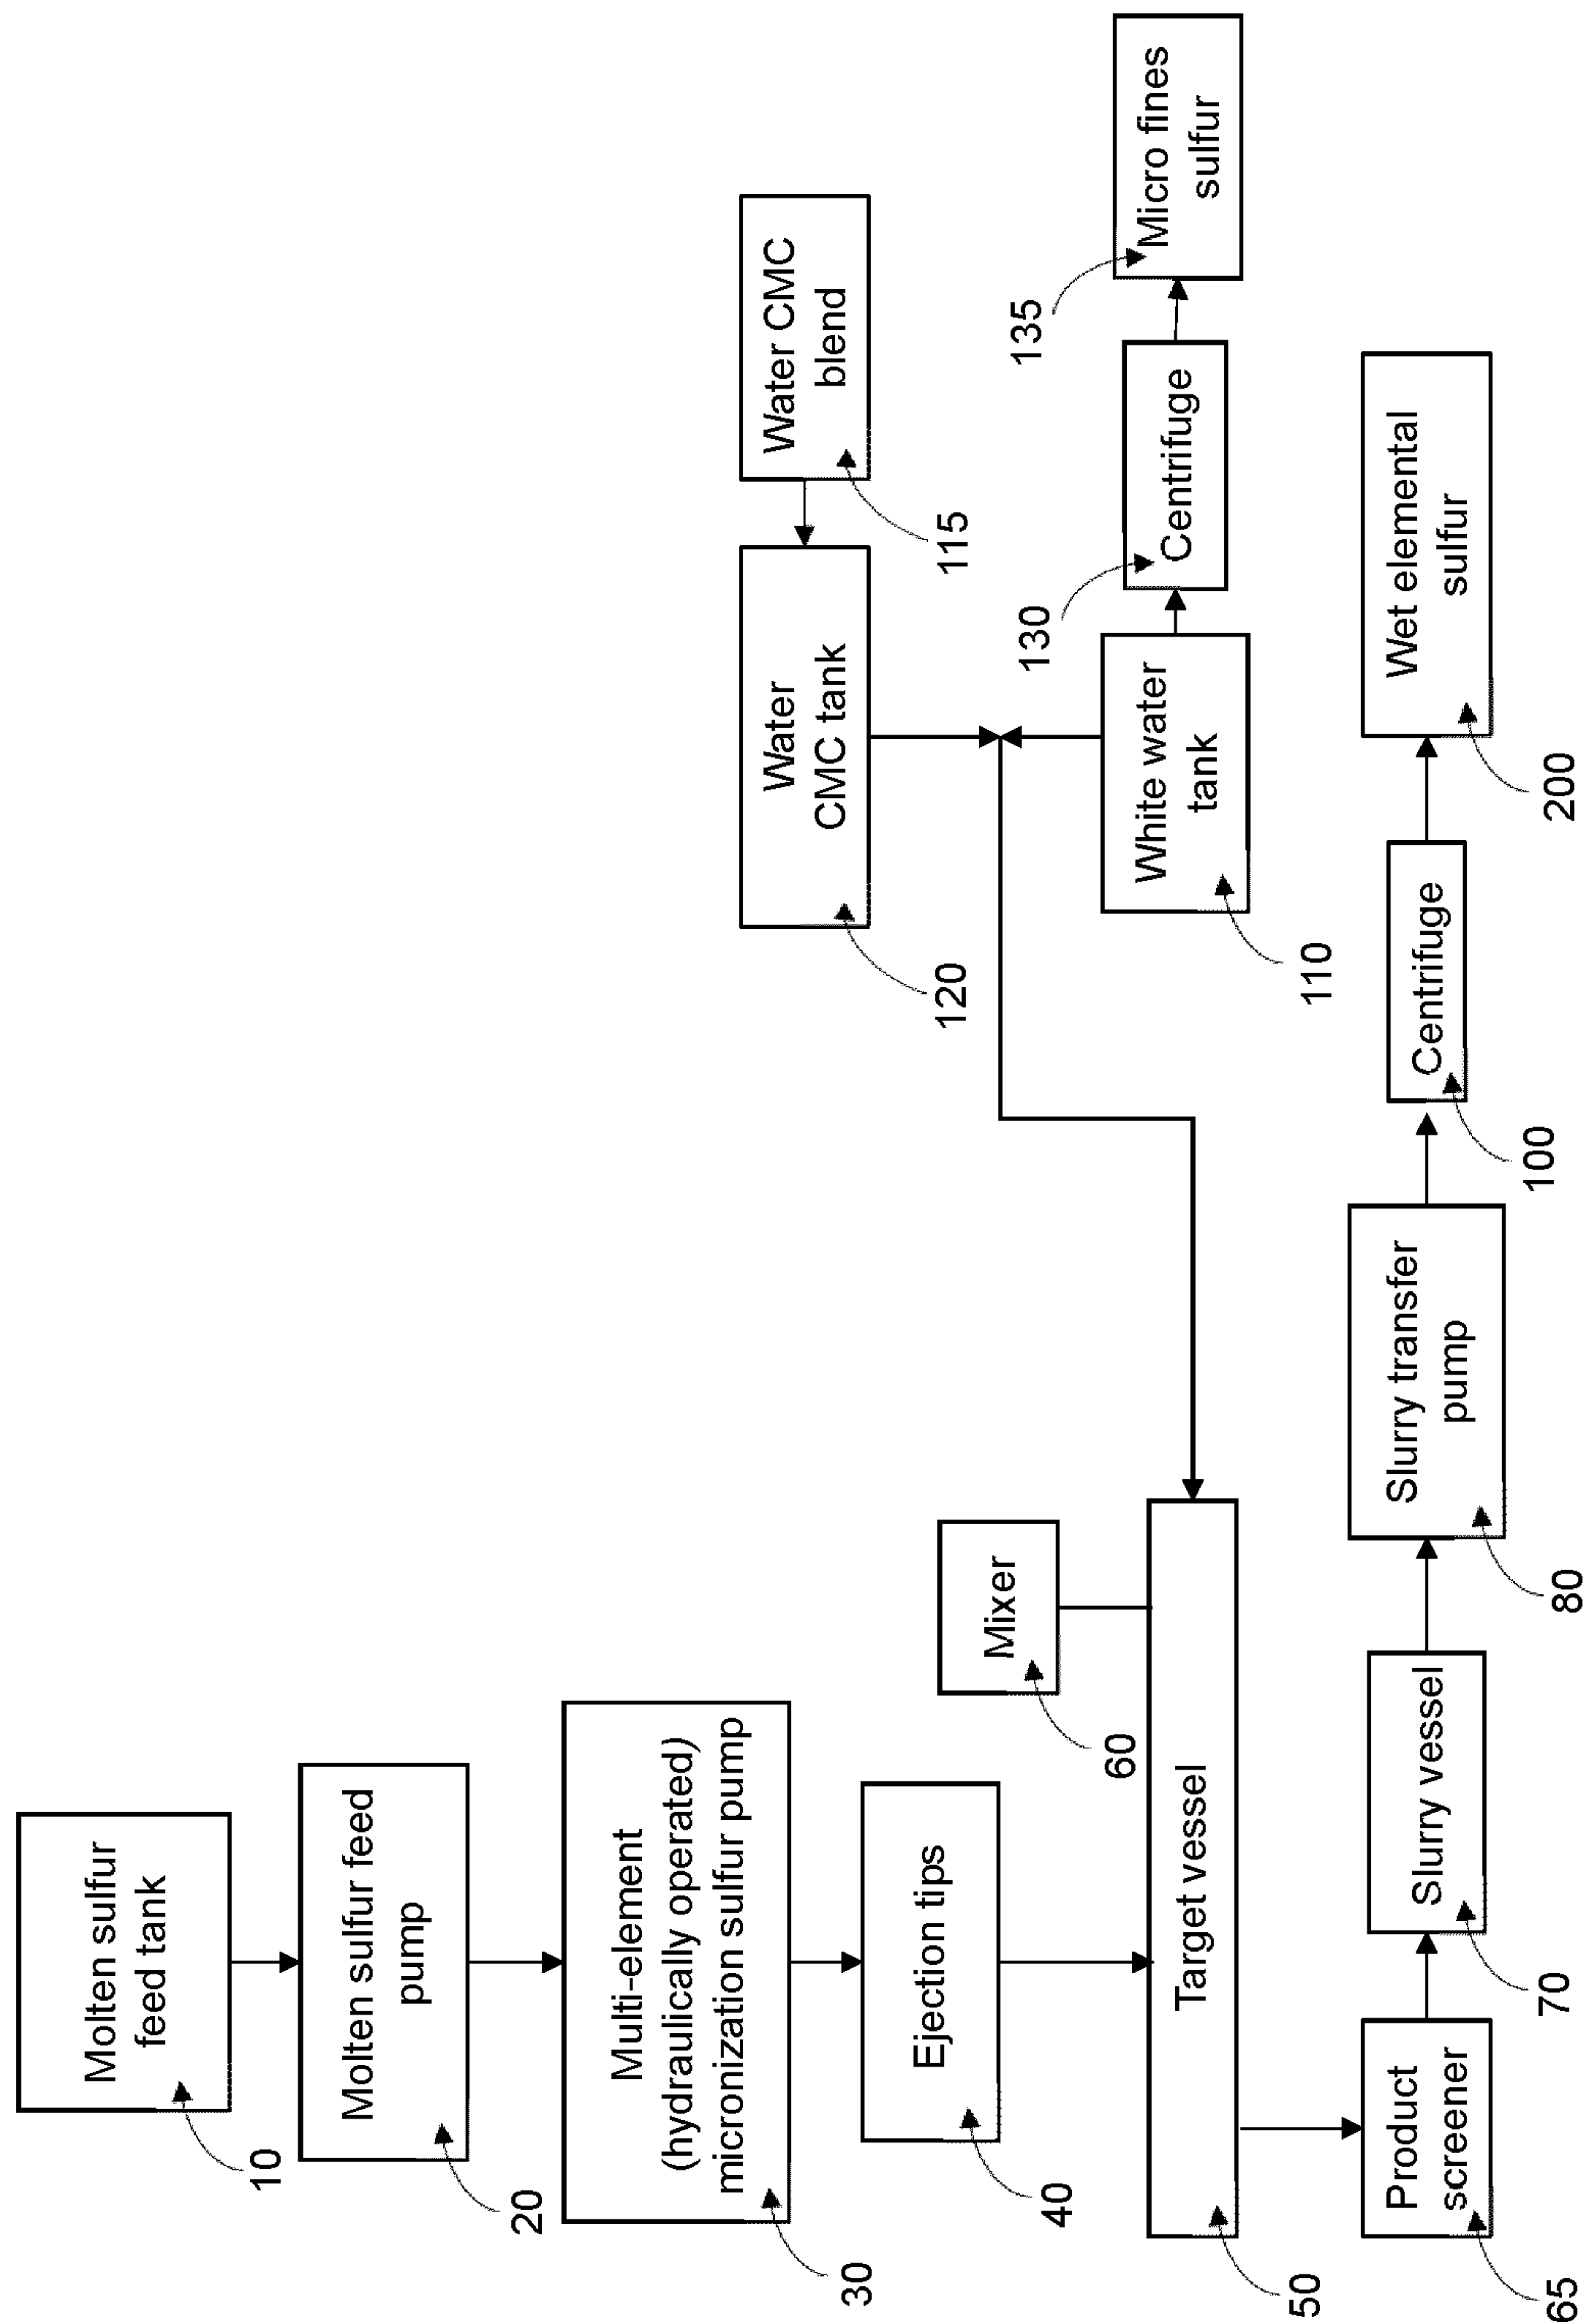 Molten sulfur
feed tank
10
Molten sulfur feed
pump
20
Multi-element
(hydraulically operated)
micronization sulfur pump
30
Ejection tips
40
Mixer
60
Target vessel
50
Water CMC
blend
115
Water
CMC tank
120
White water
tank
110
Centrifuge
130
Micro fines
sulfur
135
Product
screener
65
Slurry vessel
70
Slurry transfer
pump
80
Centrifuge
100
Wet elemental
sulfur
200